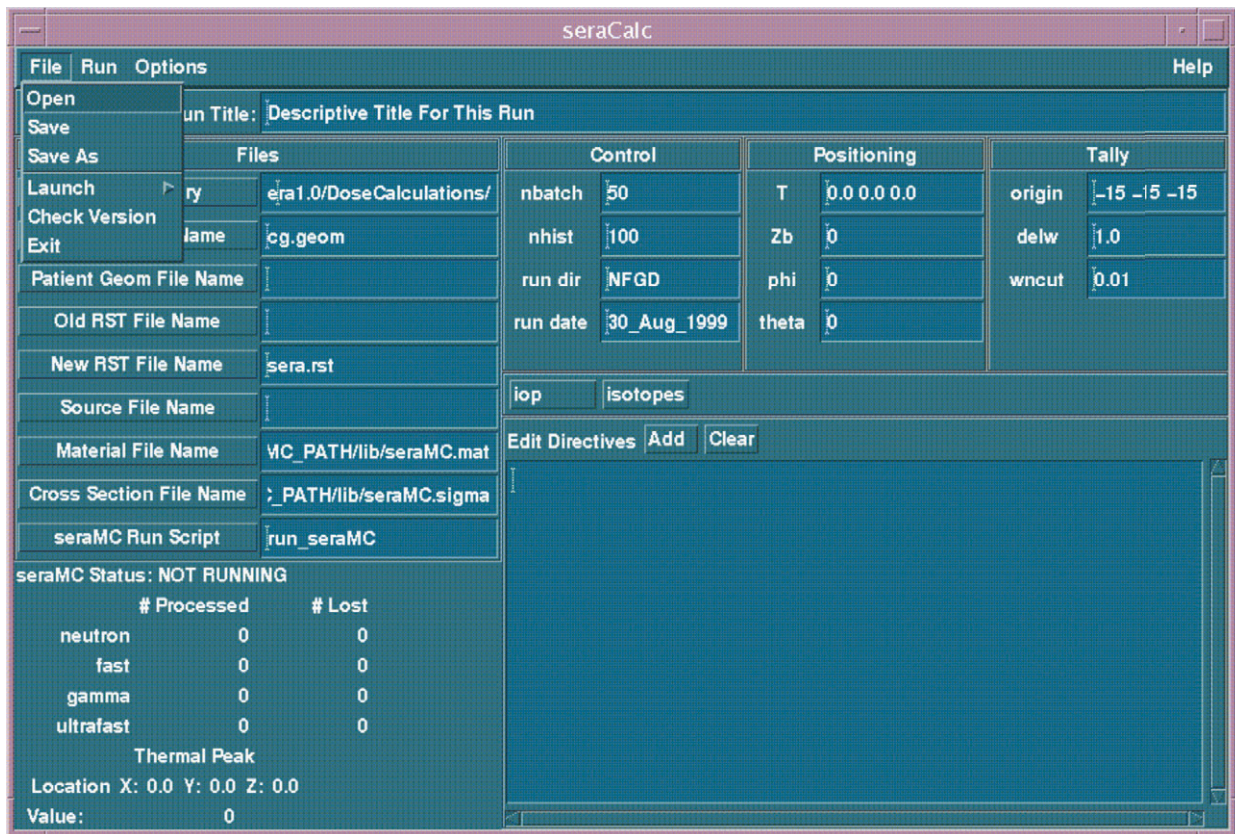 seraCalc
File Run Options Help
Open
Save
Save As
Launch
Check Version
Exit
un Title: Descriptive Title For This Run
Files
ry era1.0/DoseCalculations/
Name cg.geom
Patient Geom File Name
Old RST File Name
New RST File Name sera.rst
Source File Name
Material File Name MC_PATH/lib/seraMC.mat
Cross Section File Name _PATH/lib/seraMC.sigma
seraMC Run Script run_seraMC
Control
nbatch 50
nhist 100
run dir NFGD
run date 30_Aug_1999
Positioning
T 0.0 0.0 0.0
Zb 0
phi 0
theta 0
Tally
origin -15 -15 -15
delw 1.0
wncut 0.01
iop isotopes
Edit Directives Add Clear
seraMC Status: NOT RUNNING
# Processed # Lost
neutron 0 0
fast 0 0
gamma 0 0
ultrafast 0 0
Thermal Peak
Location X: 0.0 Y: 0.0 Z: 0.0
Value: 0